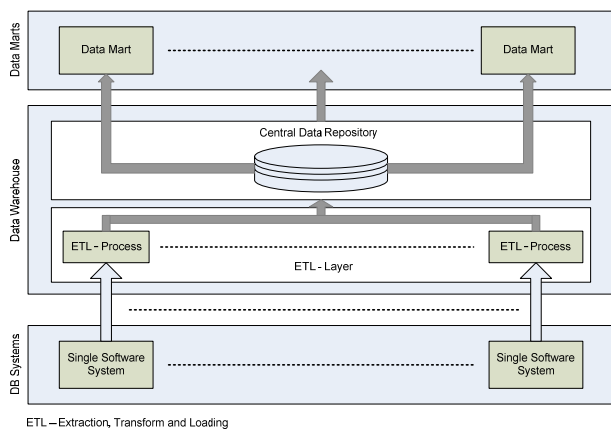 Data Marts
Data Mart
Data Mart
Data Warehouse
Central Data Repository
ETL - Process
ETL - Process
ETL - Layer
DB Systems
Single Software
System
Single Software
System
ETL – Extraction, Transform and Loading